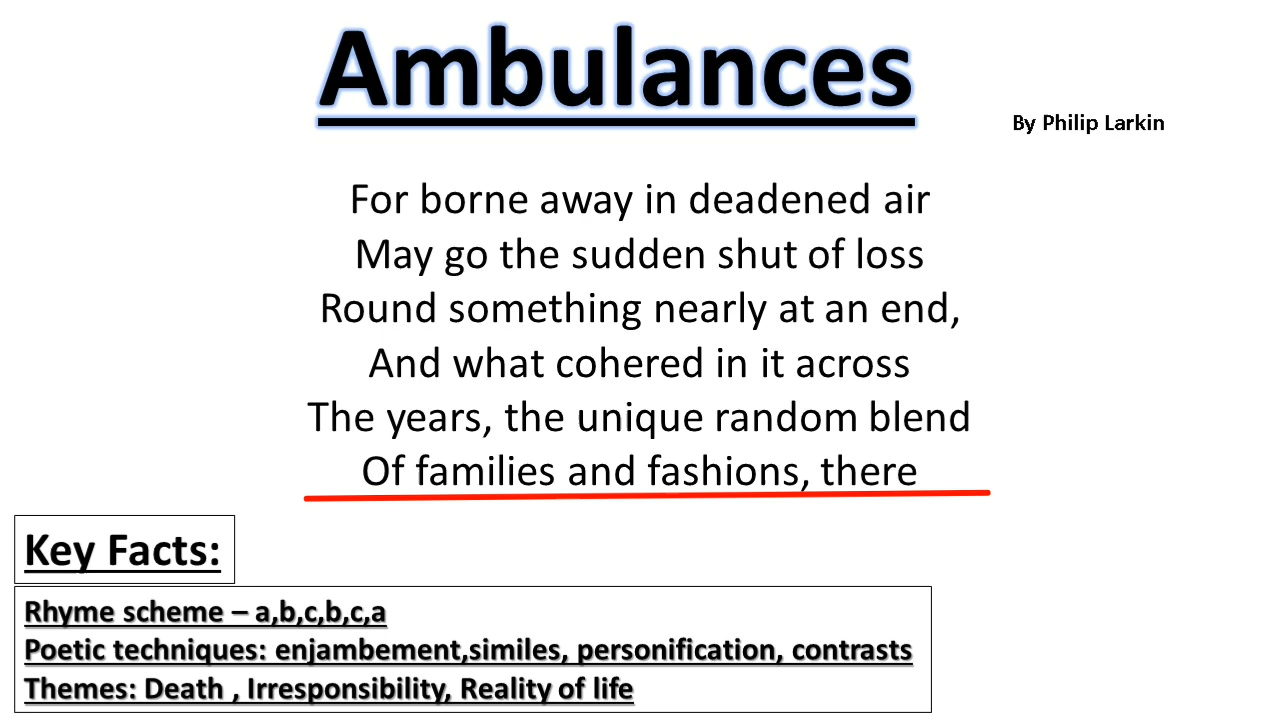 Ambulances
By Philip Larkin
For borne away in deadened air
May go the sudden shut of loss
Round something nearly at an end,
And what cohered in it across
The years, the unique random blend
Of families and fashions, there
Key Facts:
Rhyme scheme – a,b,c,b,c,a
Poetic techniques: enjambement,similes, personification, contrasts
Themes: Death , Irresponsibility, Reality of life